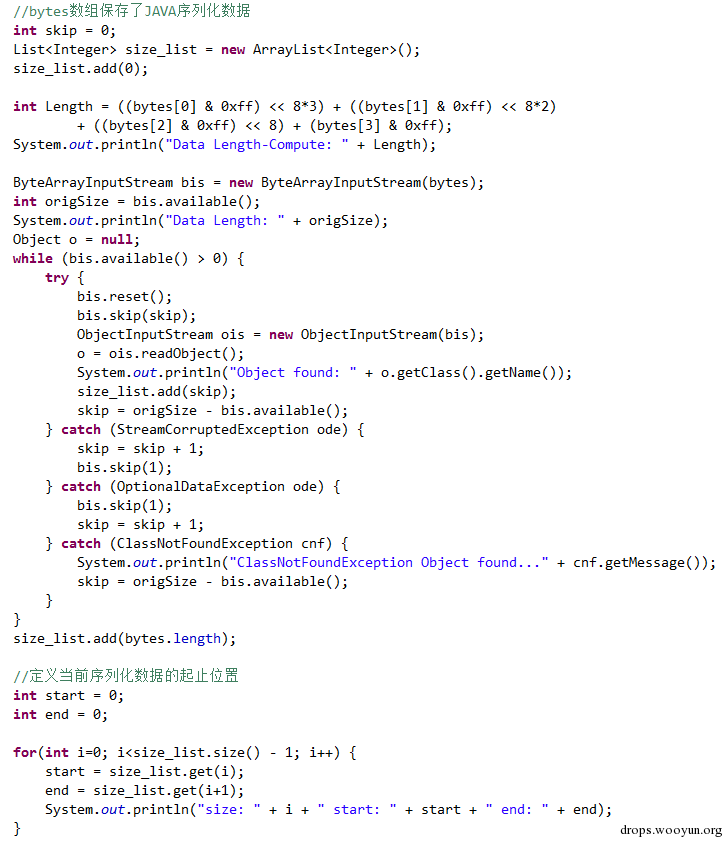 //bytes数组保存了JAVA序列化数据
int skip = 0;
List<Integer> size_list = new ArrayList<Integer>();
size_list.add(0);

int Length = ((bytes[0] & 0xff) << 8*3) + ((bytes[1] & 0xff) << 8*2)
        + ((bytes[2] & 0xff) << 8) + (bytes[3] & 0xff);
System.out.println("Data Length-Compute: " + Length);

ByteArrayInputStream bis = new ByteArrayInputStream(bytes);
int origSize = bis.available();
System.out.println("Data Length: " + origSize);
Object o = null;
while (bis.available() > 0) {
    try {
        bis.reset();
        bis.skip(skip);
        ObjectInputStream ois = new ObjectInputStream(bis);
        o = ois.readObject();
        System.out.println("Object found: " + o.getClass().getName());
        size_list.add(skip);
        skip = origSize - bis.available();
    } catch (StreamCorruptedException ode) {
        skip = skip + 1;
        bis.skip(1);
    } catch (OptionalDataException ode) {
        bis.skip(1);
        skip = skip + 1;
    } catch (ClassNotFoundException cnf) {
        System.out.println("ClassNotFoundException Object found..." + cnf.getMessage());
        skip = origSize - bis.available();
    }
}
size_list.add(bytes.length);

//定义当前序列化数据的起止位置
int start = 0;
int end = 0;

for(int i=0; i<size_list.size() - 1; i++) {
    start = size_list.get(i);
    end = size_list.get(i+1);
    System.out.println("size: " + i + " start: " + start + " end: " + end);
}
drops.wooyun.org